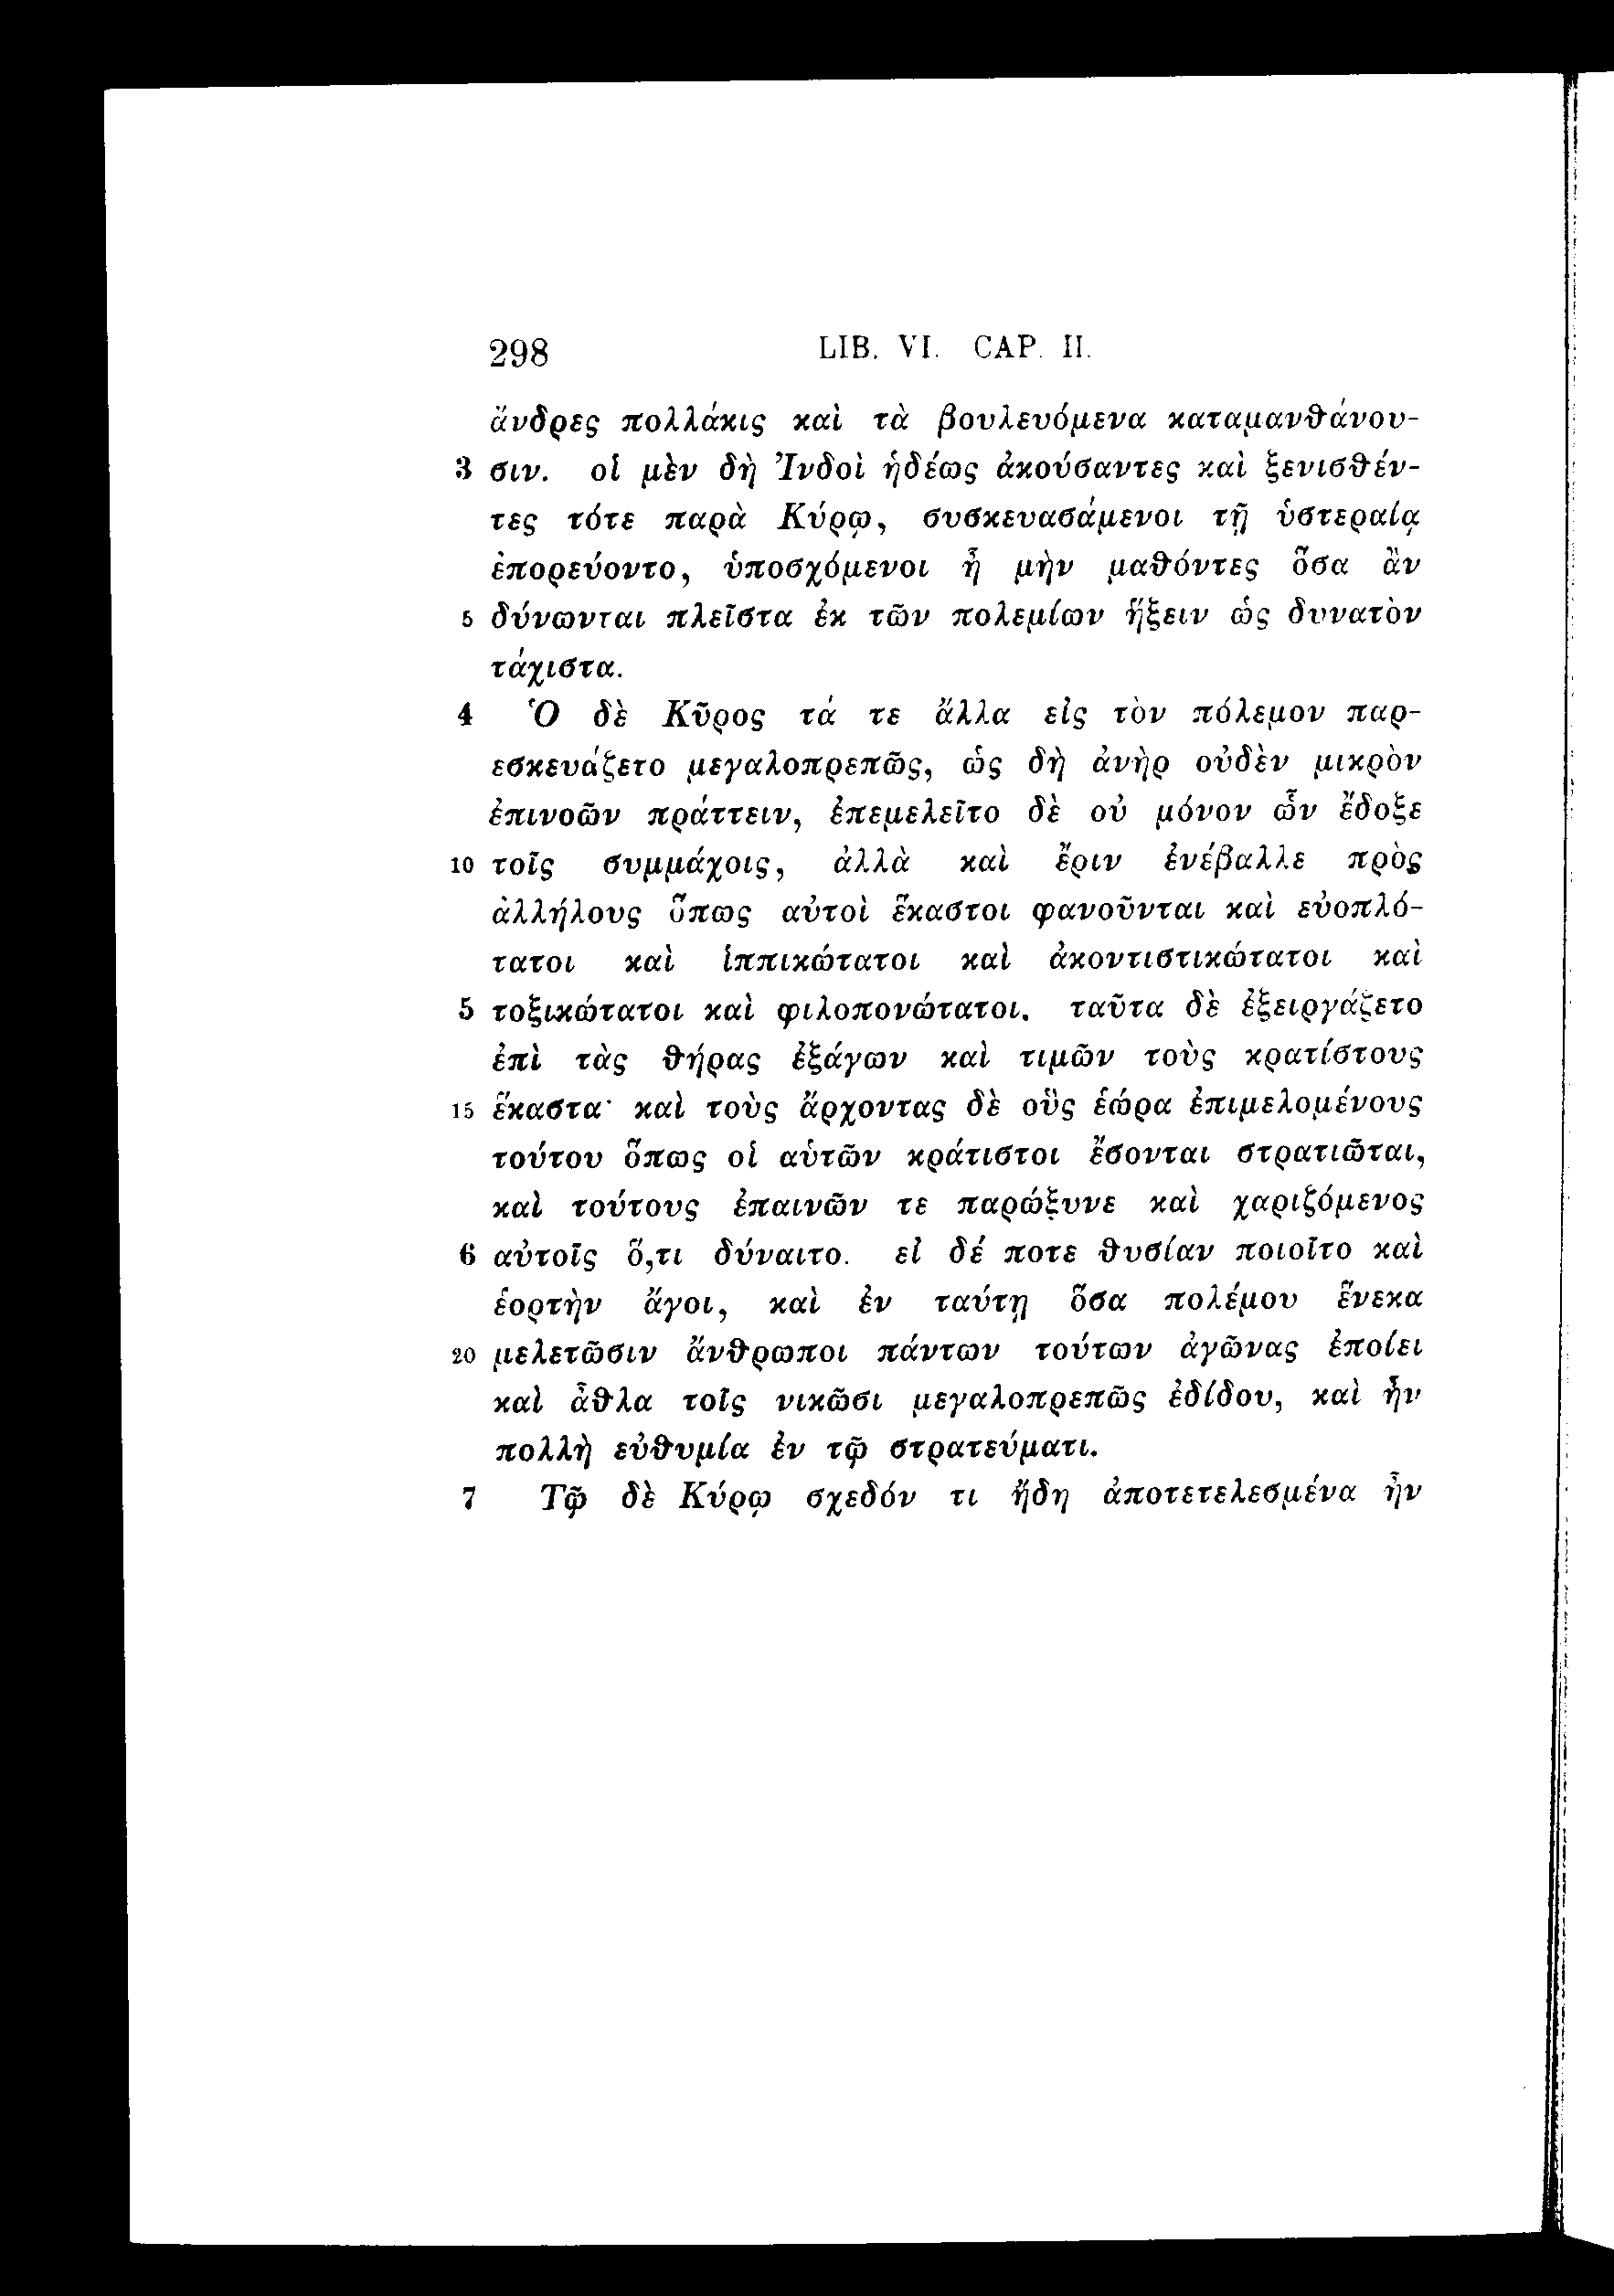 298 LIB. VI. CAP. II.
ἄνδρες πολλάκις καὶ τὰ βουλευόμενα καταμανθάνου-
3 σιν. οἱ μὲν δὴ Ἰνδοὶ ἡδέως ἀκούσαντες καὶ ξενισθέν-
τες τότε παρὰ Κύρῳ, συσκευασάμενοι τῇ ὑστεραίᾳ
ἐπορεύοντο, ὑποσχόμενοι ἦ μὴν μαθόντες ὅσα ἂν
5 δύνωνται πλεῖστα ἐκ τῶν πολεμίων ἥξειν ὡς δυνατὸν
τάχιστα.
4 Ὁ δὲ Κῦρος τά τε ἄλλα εἰς τὸν πόλεμον παρ-
εσκευάζετο μεγαλοπρεπῶς, ὡς δὴ ἀνὴρ οὐδὲν μικρὸν
ἐπινοῶν πράττειν, ἐπεμελεῖτο δὲ οὐ μόνον ὧν ἔδοξε
10 τοῖς συμμάχοις, ἀλλὰ καὶ ἔριν ἐνέβαλλε πρὸς
ἀλλήλους ὅπως αὐτοὶ ἕκαστοι φανοῦνται καὶ εὐοπλό-
τατοι καὶ ἱππικώτατοι καὶ ἀκοντιστικώτατοι καὶ
5 τοξικώτατοι καὶ φιλοπονώτατοι. ταῦτα δὲ ἐξειργάζετο
ἐπὶ τὰς θήρας ἐξάγων καὶ τιμῶν τοὺς κρατίστους
15 ἕκαστα· καὶ τοὺς ἄρχοντας δὲ οὓς ἑώρα ἐπιμελομένους
τούτου ὅπως οἱ αὑτῶν κράτιστοι ἔσονται στρατιῶται,
καὶ τούτους ἐπαινῶν τε παρώξυνε καὶ χαριζόμενος
6 αὐτοῖς ὅ,τι δύναιτο. εἰ δέ ποτε θυσίαν ποιοῖτο καὶ
ἑορτὴν ἄγοι, καὶ ἐν ταύτῃ ὅσα πολέμου ἕνεκα
20 μελετῶσιν ἄνθρωποι πάντων τούτων ἀγῶνας ἐποίει
καὶ ἆθλα τοῖς νικῶσι μεγαλοπρεπῶς ἐδίδου, καὶ ἦν
πολλὴ εὐθυμία ἐν τῷ στρατεύματι.
7 Τῷ δὲ Κύρῳ σχεδόν τι ἤδη ἀποτετελεσμένα ἦν